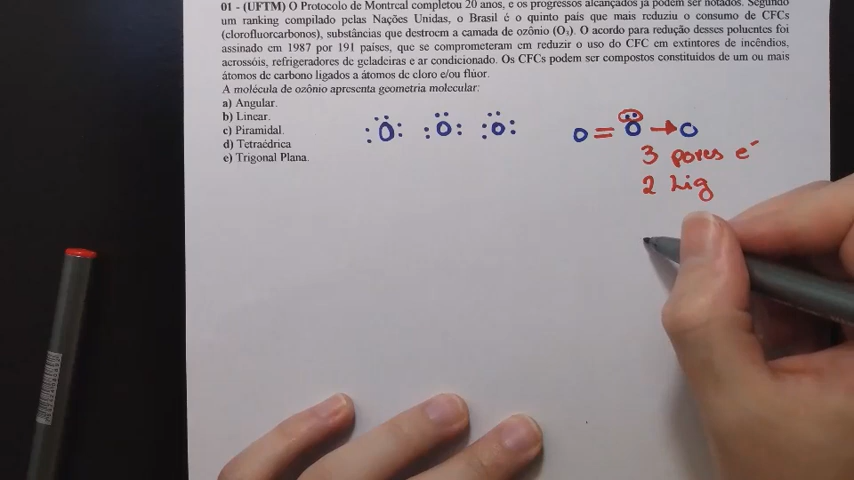 01 - (UFTM) O Protocolo de Montreal completou 20 anos, e os progressos alcançados já podem ser notados. Segundo
um ranking compilado pelas Nações Unidas, o Brasil é o quinto país que mais reduziu o consumo de CFCs
(clorofluorcarbonos), substâncias que destroem a camada de ozônio (O₃). O acordo para redução desses poluentes foi
assinado em 1987 por 191 países, que se comprometeram em reduzir o uso do CFC em extintores de incêndios,
acrossóis, refrigeradores de geladeiras e ar condicionado. Os CFCs podem ser compostos constituídos de um ou mais
átomos de carbono ligados a átomos de cloro e/ou flúor.
A molécula de ozônio apresenta geometria molecular:
a) Angular.
b) Linear.
c) Piramidal.
d) Tetraédrica
e) Trigonal Plana.
O O O
O = O → O
3 pares e⁻
2 Lig